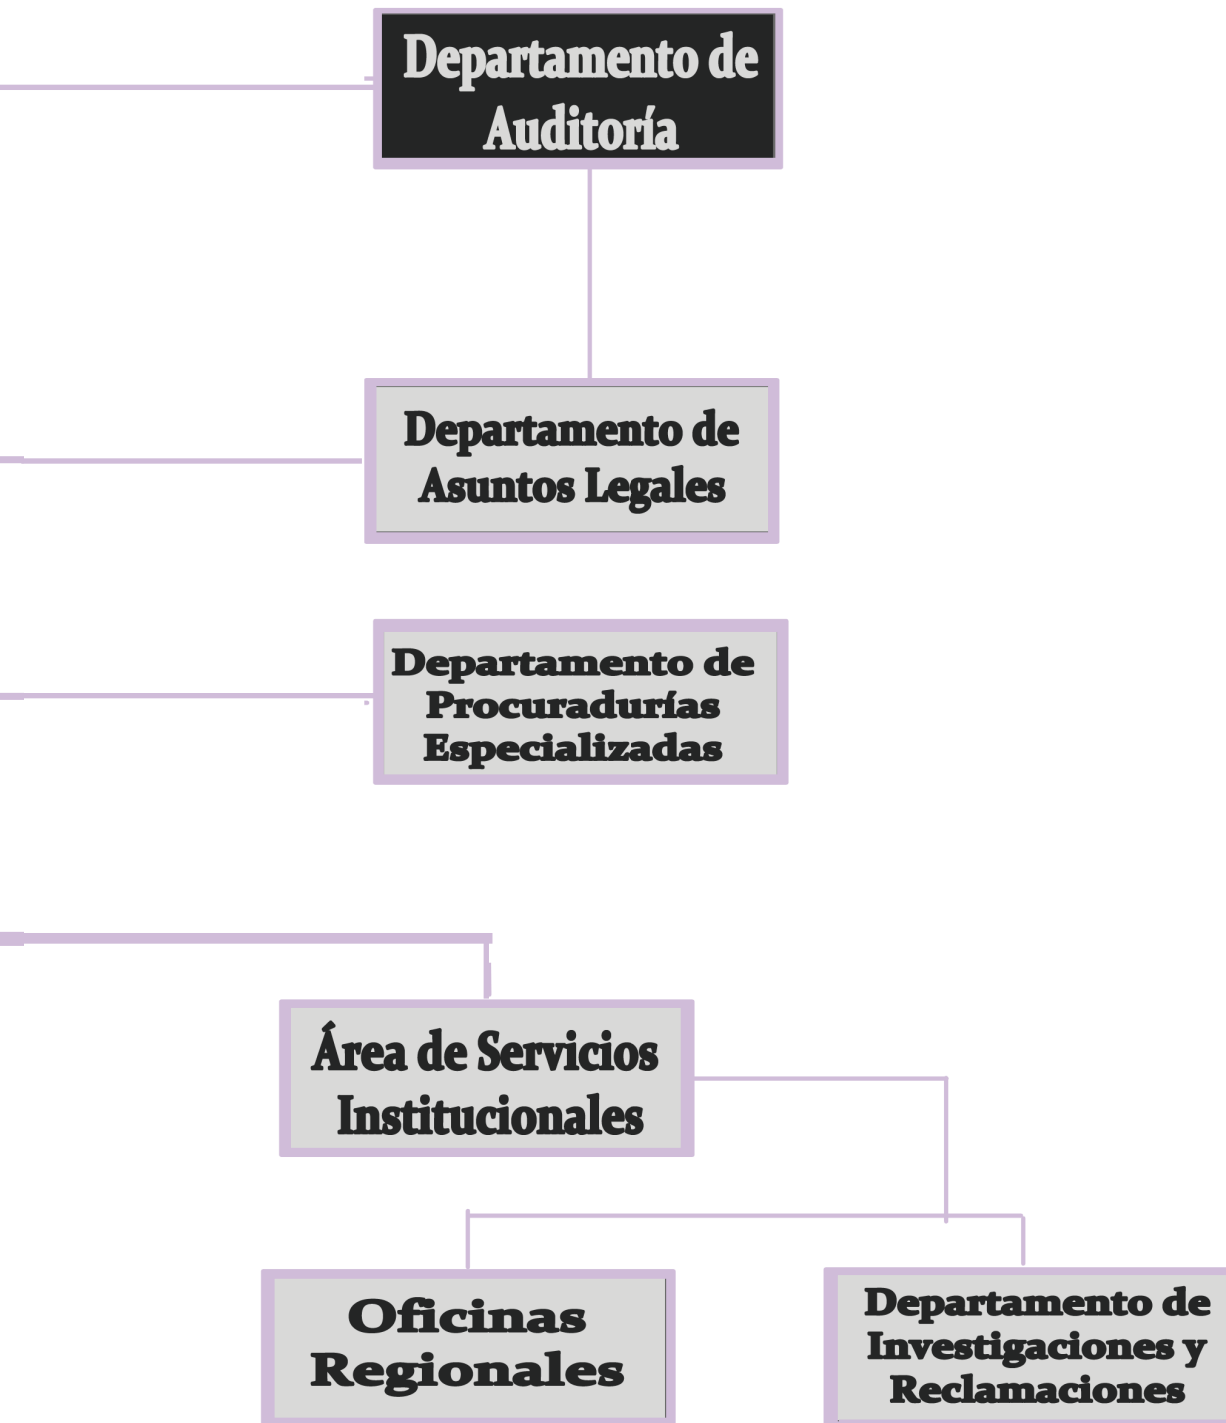 Departamento de
Auditoría
Departamento de
Asuntos Legales
Departamento de
Procuradurías
Especializadas
Área de Servicios
Institucionales
Oficinas
Regionales
Departamento de
Investigaciones y
Reclamaciones